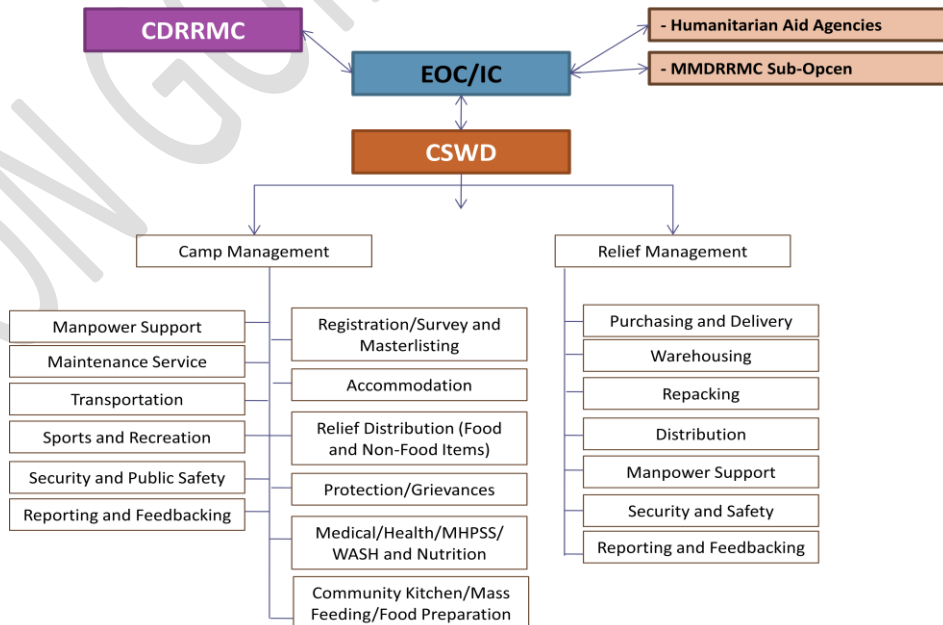 CDRRMC
- Humanitarian Aid Agencies
EOC/IC
- MMDRRMC Sub-Opcen
CSWD
Camp Management
Relief Management
Manpower Support
Maintenance Service
Transportation
Sports and Recreation
Security and Public Safety
Reporting and Feedbacking
Registration/Survey and
Masterlisting
Accommodation
Relief Distribution (Food
and Non-Food Items)
Protection/Grievances
Medical/Health/MHPSS/
WASH and Nutrition
Community Kitchen/Mass
Feeding/Food Preparation
Purchasing and Delivery
Warehousing
Repacking
Distribution
Manpower Support
Security and Safety
Reporting and Feedbacking